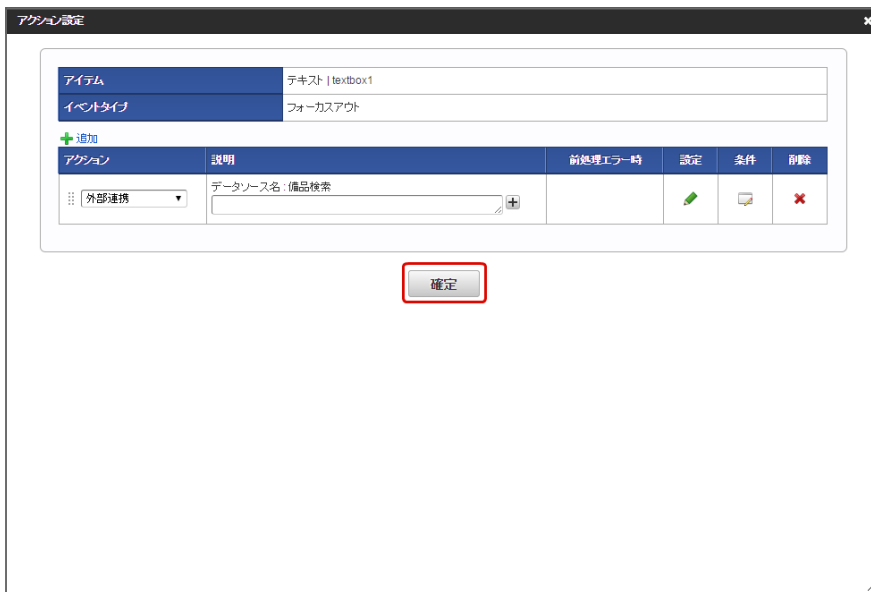 アクション設定
アイテム テキスト | textbox1
イベントタイプ フォーカスアウト
追加
アクション 説明 前処理エラー時 設定 条件 削除
データソース名 : 備品検索
外部連携
確定